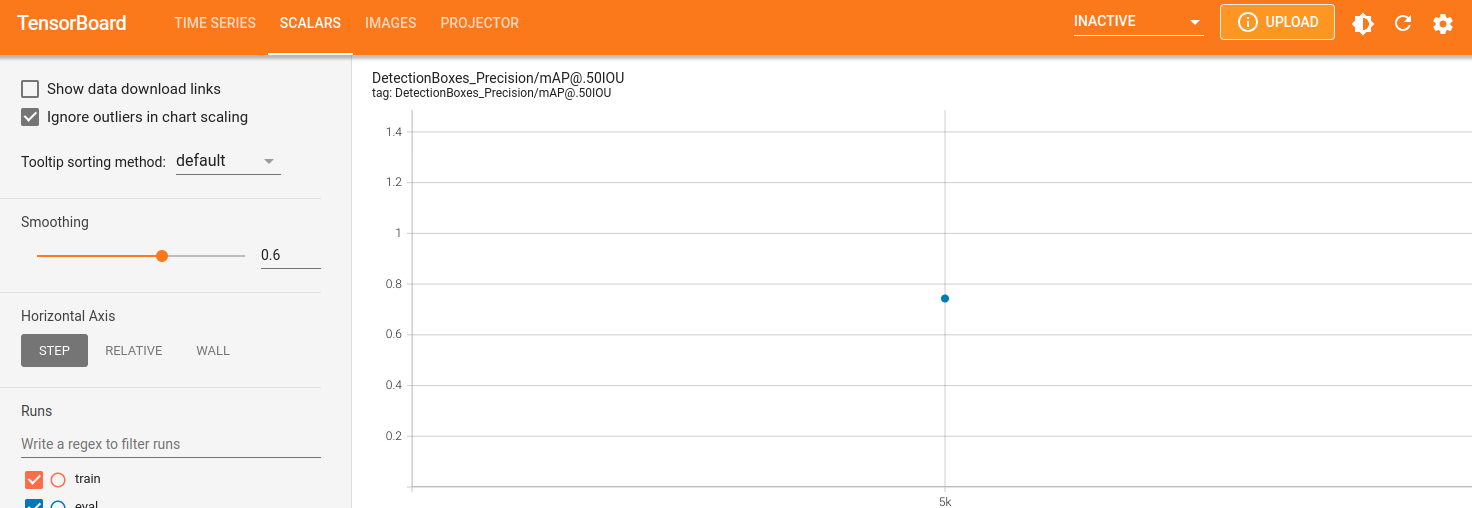 TensorBoard TIME SERIES SCALARS IMAGES PROJECTOR INACTIVE UPLOAD
Show data download links
Ignore outliers in chart scaling
Tooltip sorting method: default
Smoothing
0.6
Horizontal Axis
STEP RELATIVE WALL
Runs
Write a regex to filter runs
train
eval
DetectionBoxes_Precision/mAP@.50IOU
tag: DetectionBoxes_Precision/mAP@.50IOU
1.4
1.2
1
0.8
0.6
0.4
0.2
5k